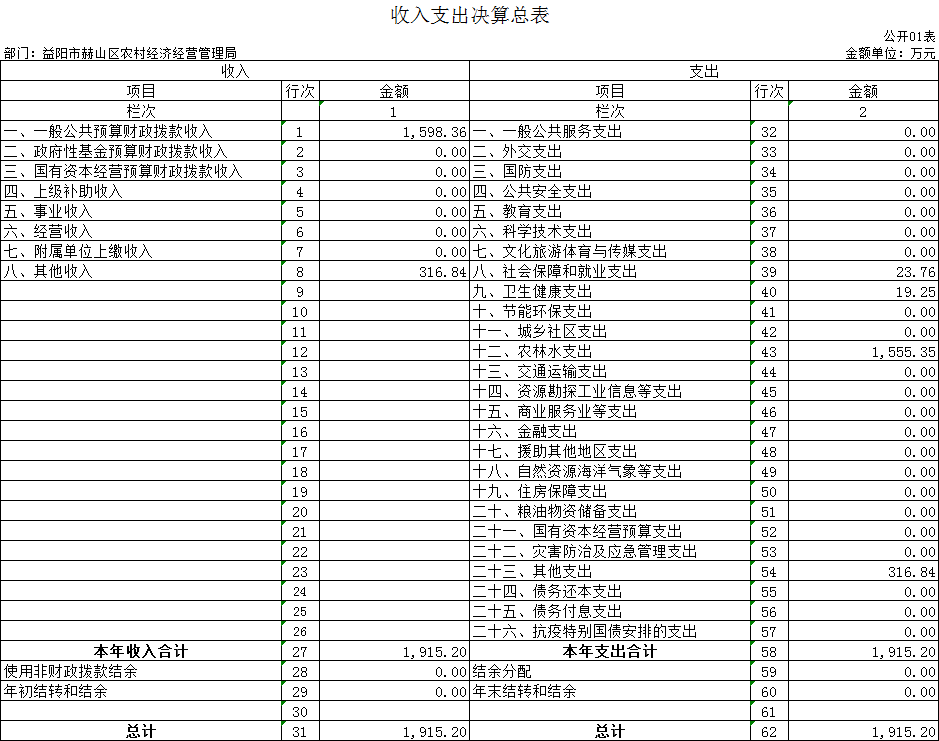 收入支出决算总表
公开01表
部门：益阳市赫山区农村经济经营管理局 金额单位：万元
收入 支出
项目 行次 金额 项目 行次 金额
栏次 1 栏次 2
一、一般公共预算财政拨款收入 1 1,598.36 一、一般公共服务支出 32 0.00
二、政府性基金预算财政拨款收入 2 0.00 二、外交支出 33 0.00
三、国有资本经营预算财政拨款收入 3 0.00 三、国防支出 34 0.00
四、上级补助收入 4 0.00 四、公共安全支出 35 0.00
五、事业收入 5 0.00 五、教育支出 36 0.00
六、经营收入 6 0.00 六、科学技术支出 37 0.00
七、附属单位上缴收入 7 0.00 七、文化旅游体育与传媒支出 38 0.00
八、其他收入 8 316.84 八、社会保障和就业支出 39 23.76
9 九、卫生健康支出 40 19.25
10 十、节能环保支出 41 0.00
11 十一、城乡社区支出 42 0.00
12 十二、农林水支出 43 1,555.35
13 十三、交通运输支出 44 0.00
14 十四、资源勘探工业信息等支出 45 0.00
15 十五、商业服务业等支出 46 0.00
16 十六、金融支出 47 0.00
17 十七、援助其他地区支出 48 0.00
18 十八、自然资源海洋气象等支出 49 0.00
19 十九、住房保障支出 50 0.00
20 二十、粮油物资储备支出 51 0.00
21 二十一、国有资本经营预算支出 52 0.00
22 二十二、灾害防治及应急管理支出 53 0.00
23 二十三、其他支出 54 316.84
24 二十四、债务还本支出 55 0.00
25 二十五、债务付息支出 56 0.00
26 二十六、抗疫特别国债安排的支出 57 0.00
本年收入合计 27 1,915.20 本年支出合计 58 1,915.20
使用非财政拨款结余 28 0.00 结余分配 59 0.00
年初结转和结余 29 0.00 年末结转和结余 60 0.00
30 61
总计 31 1,915.20 总计 62 1,915.20